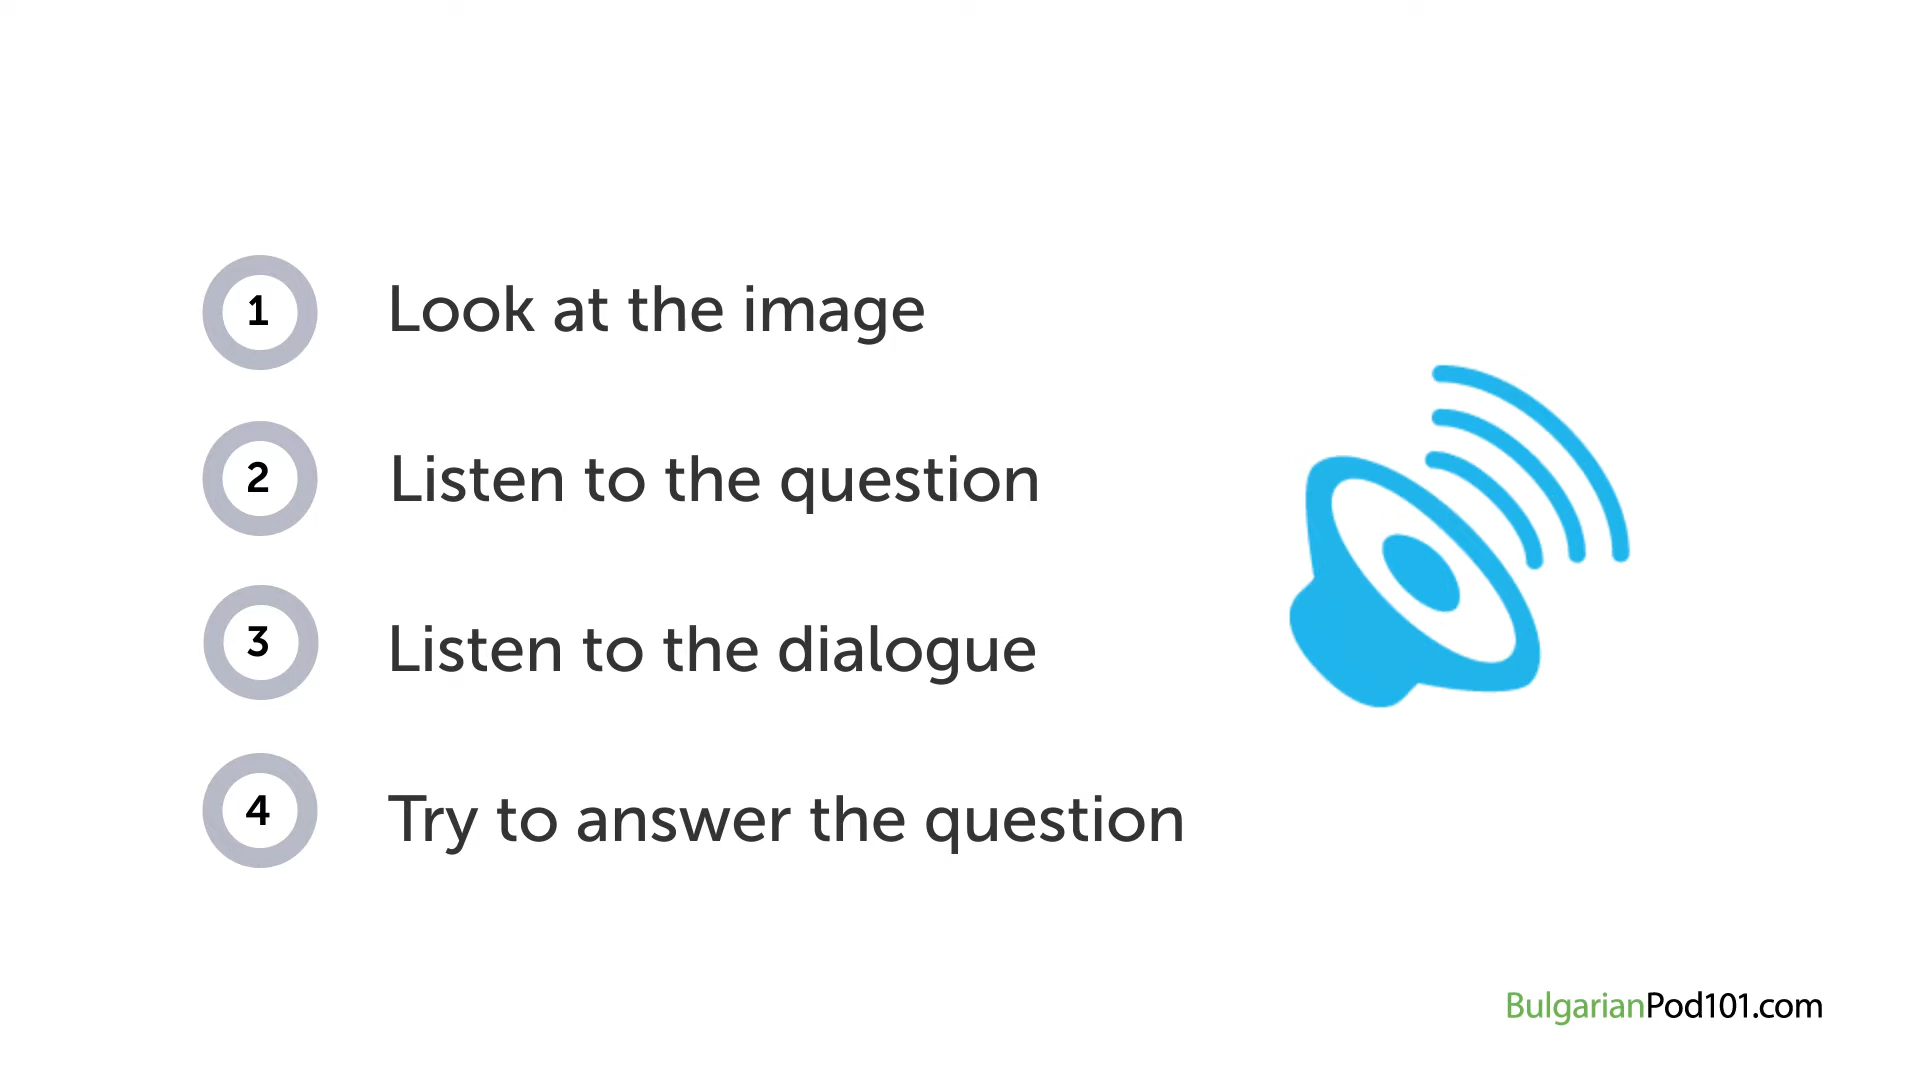 1 Look at the image
2 Listen to the question
3 Listen to the dialogue
4 Try to answer the question
BulgarianPod101.com